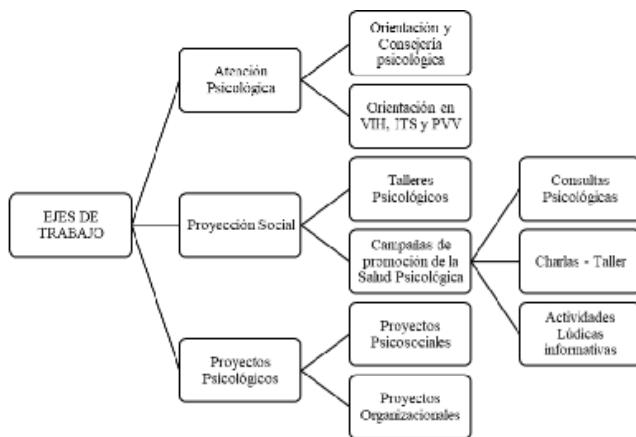 EJES DE
TRABAJO
Atención
Psicológica
Orientación y
Consejería
psicológica
Orientación en
VIH, ITS y PVV
Proyección Social
Talleres
Psicológicos
Campañas de
promoción de la
Salud Psicológica
Consultas
Psicológicas
Charlas - Taller
Actividades
Lúdicas
informativas
Proyectos
Psicológicos
Proyectos
Psicosociales
Proyectos
Organizacionales